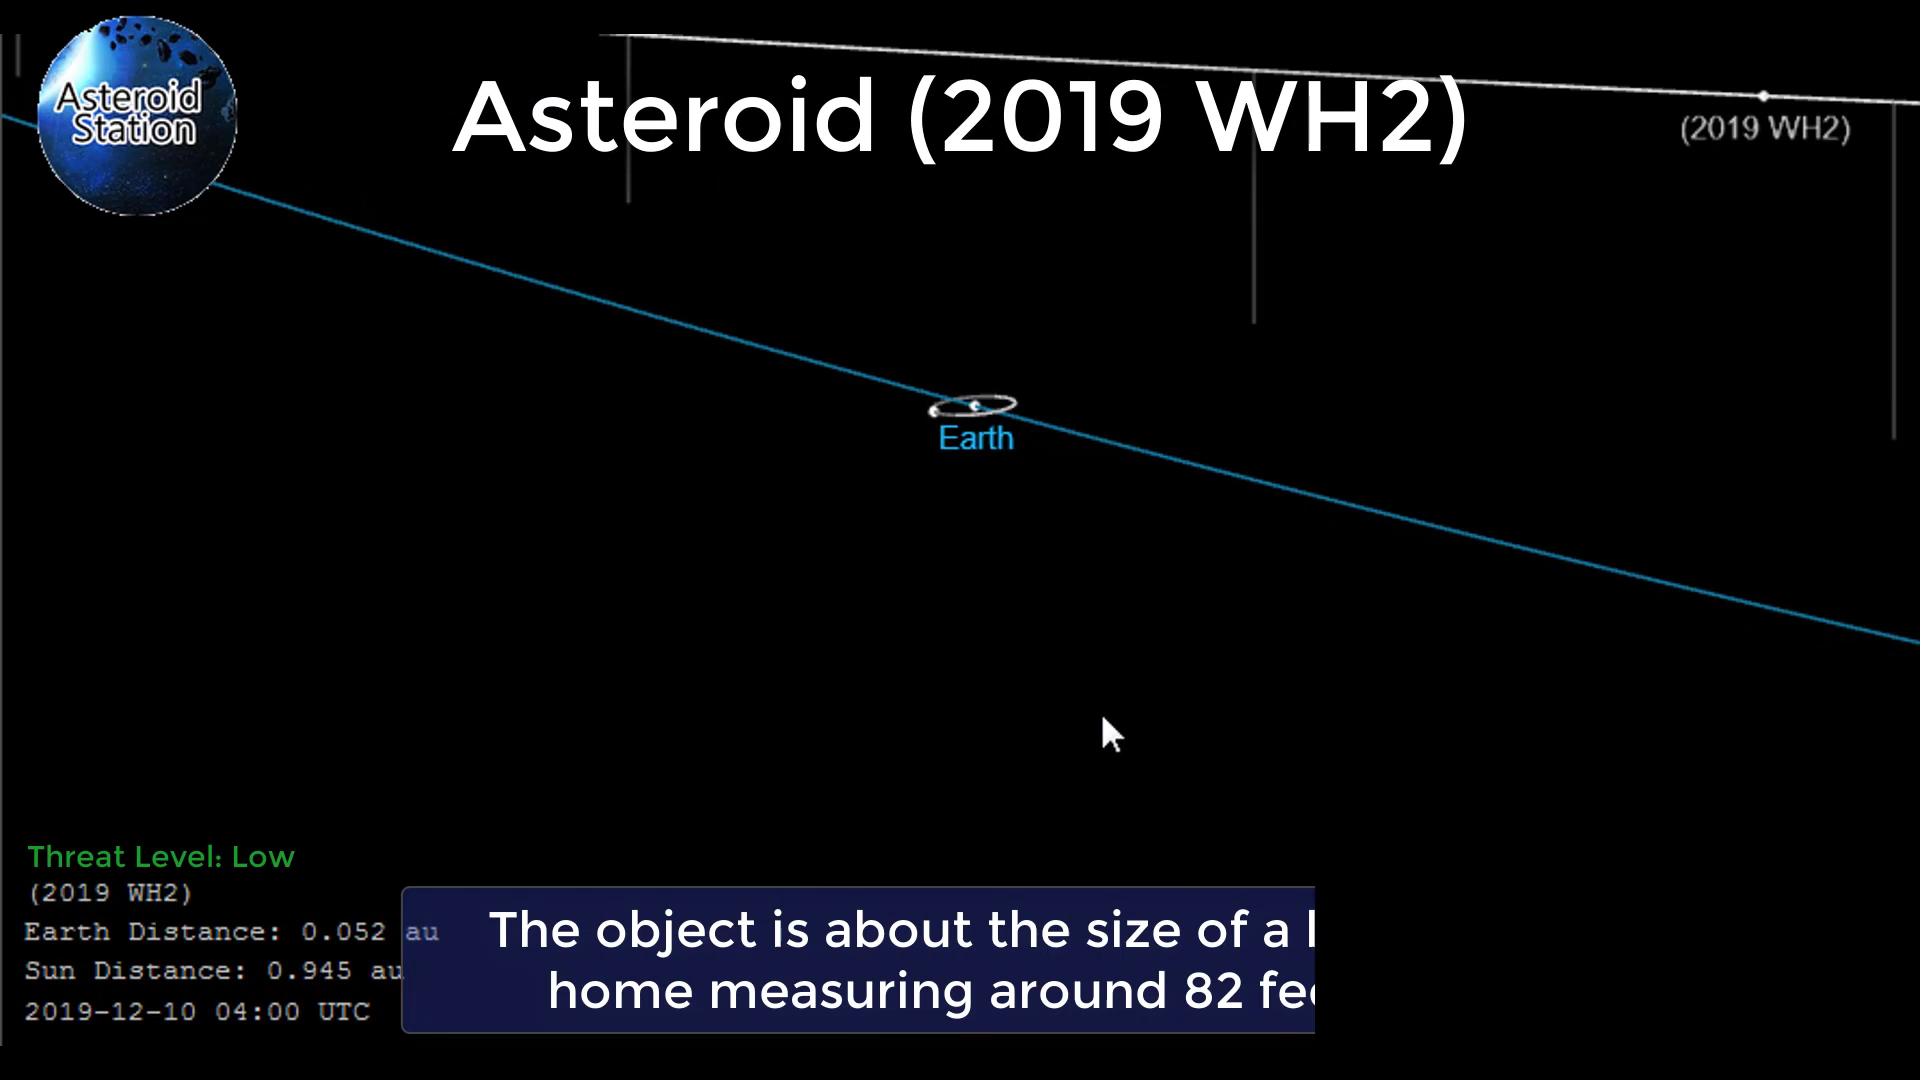 Asteroid
Station
Asteroid (2019 WH2)
(2019 WH2)
Earth
Threat Level: Low
(2019 WH2)
Earth Distance: 0.052 au
Sun Distance: 0.945 au
2019-12-10 04:00 UTC
The object is about the size of a
home measuring around 82